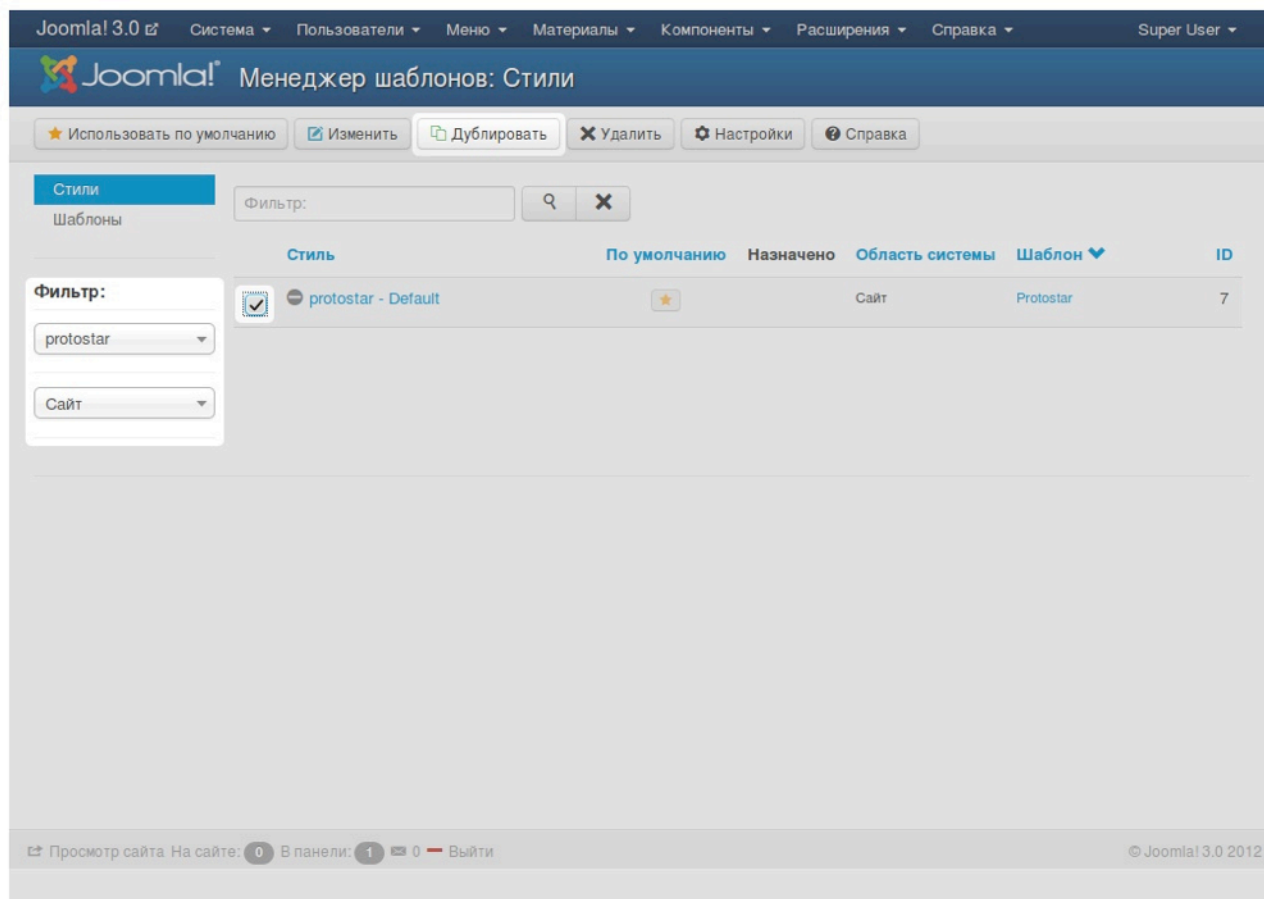 Joomla! 3.0 Система Пользователи Меню Материалы Компоненты Расширения Справка Super User
Joomla!® Менеджер шаблонов: Стили
Использовать по умолчанию Изменить Дублировать Удалить Настройки Справка
Стили
Шаблоны
Фильтр:
Стиль По умолчанию Назначено Область системы Шаблон ID
Фильтр:
protostar - Default Сайт Protostar 7
protostar
Сайт
Просмотр сайта На сайте: 0 В панели: 1 0 Выйти © Joomla! 3.0 2012